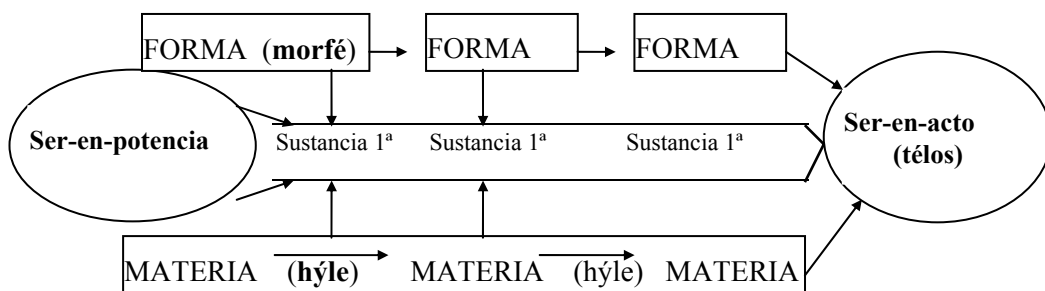 FORMA (morfé) FORMA FORMA
Ser-en-potencia Sustancia 1ª Sustancia 1ª Sustancia 1ª Ser-en-acto
(télos)
MATERIA (hýle) MATERIA (hýle) MATERIA